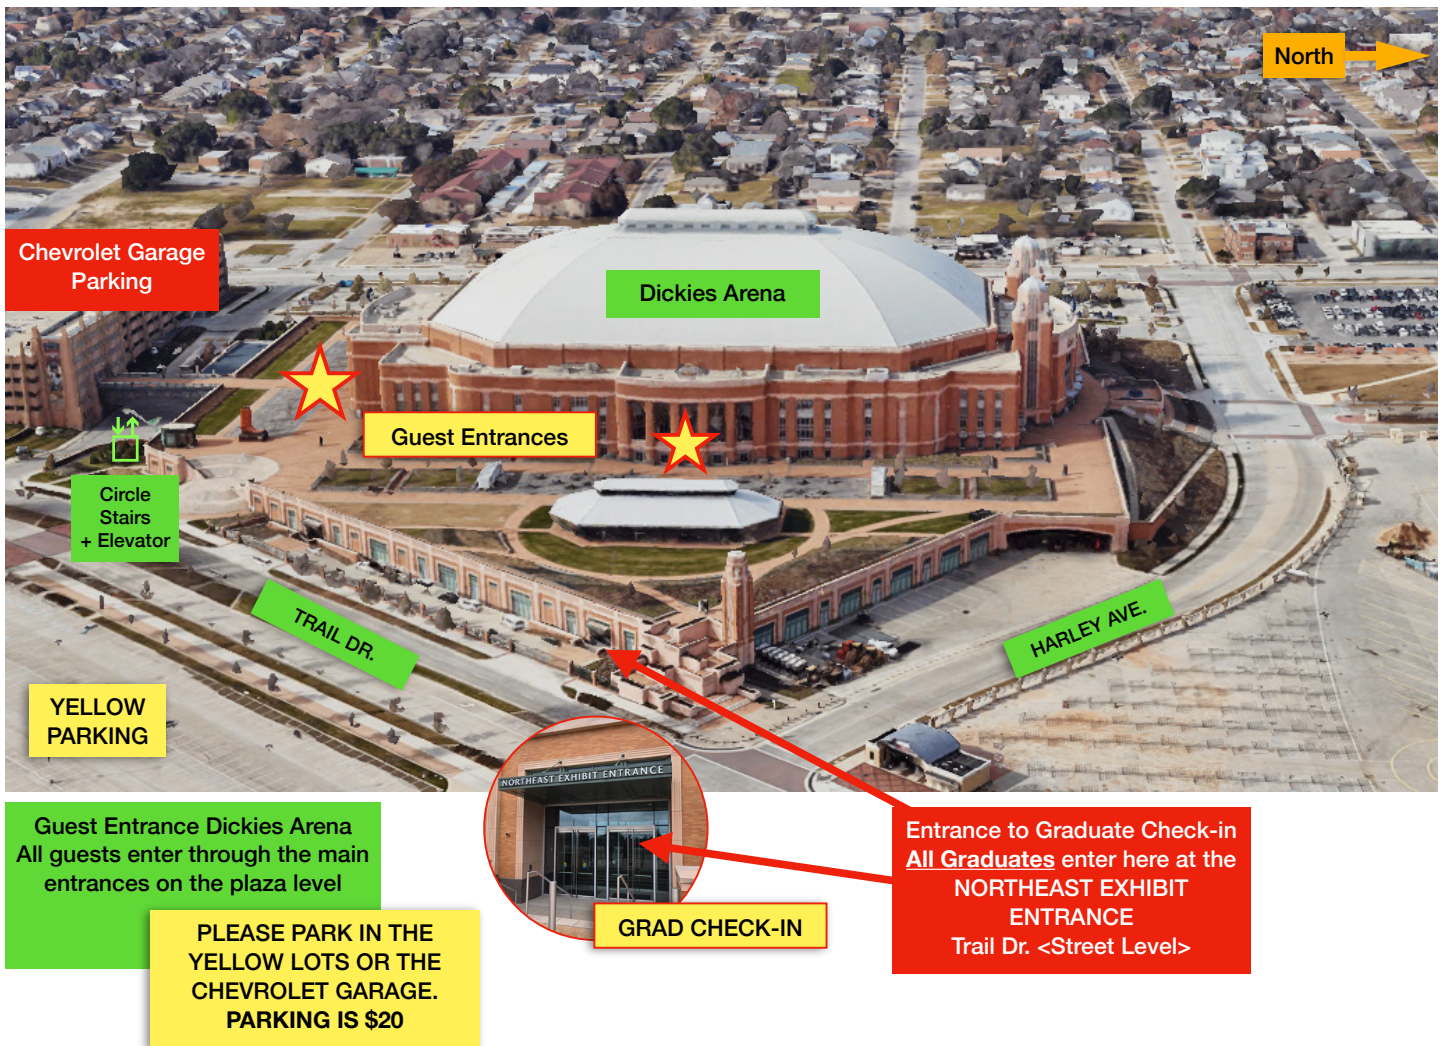 North
Chevrolet Garage
Parking
Dickies Arena
Guest Entrances
Circle
Stairs
+ Elevator
TRAIL DR.
HARLEY AVE.
YELLOW
PARKING
NORTHEAST EXHIBIT ENTRANCE
GRAD CHECK-IN
Guest Entrance Dickies Arena
All guests enter through the main
entrances on the plaza level
PLEASE PARK IN THE
YELLOW LOTS OR THE
CHEVROLET GARAGE.
PARKING IS $20
Entrance to Graduate Check-in
All Graduates enter here at the
NORTHEAST EXHIBIT
ENTRANCE
Trail Dr. <Street Level>